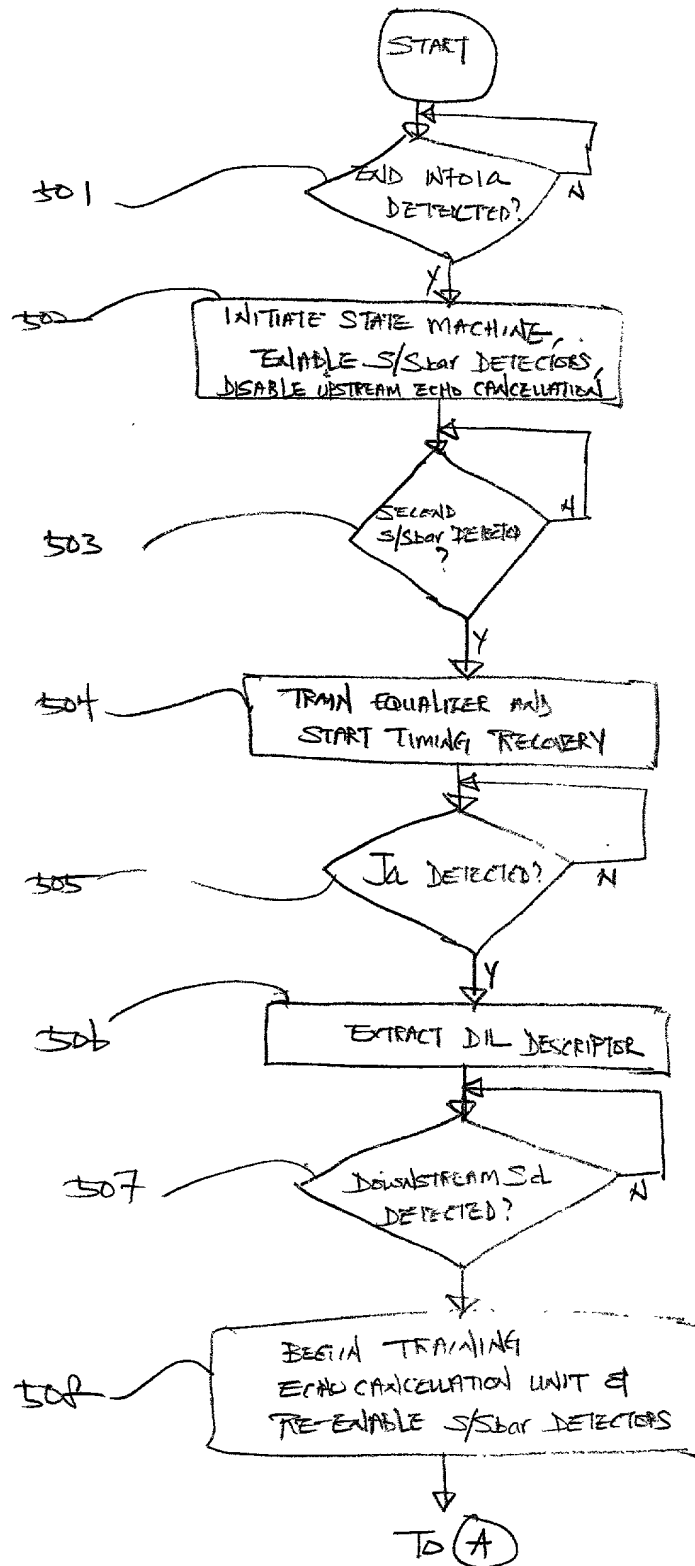 START
501
END INFO1a
DETECTED?
N
Y
502
INITIATE STATE MACHINE,
ENABLE S/Sbar DETECTORS,
DISABLE UPSTREAM ECHO CANCELLATION
503
SECOND
S/Sbar DETECTED
?
N
Y
504
TRAIN EQUALIZER AND
START TIMING RECOVERY
505
Ja DETECTED?
N
Y
506
EXTRACT DIL DESCRIPTOR
507
DOWNSTREAM Sd
DETECTED?
N
508
BEGIN TRAINING
ECHO CANCELLATION UNIT &
RE-ENABLE S/Sbar DETECTORS
TO A